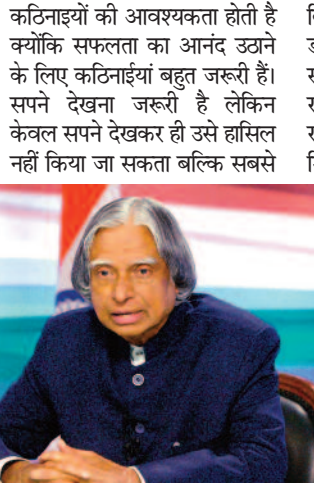 कठिनाइयों की आवश्यकता होती है
क्योंकि सफलता का आनंद उठाने
के लिए कठिनाईयां बहुत जरूरी हैं।
सपने देखना जरूरी है लेकिन
केवल सपने देखकर ही उसे हासिल
नहीं किया जा सकता बल्कि सबसे